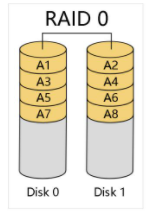 RAID 0
A1 A2
A3 A4
A5 A6
A7 A8
Disk 0 Disk 1